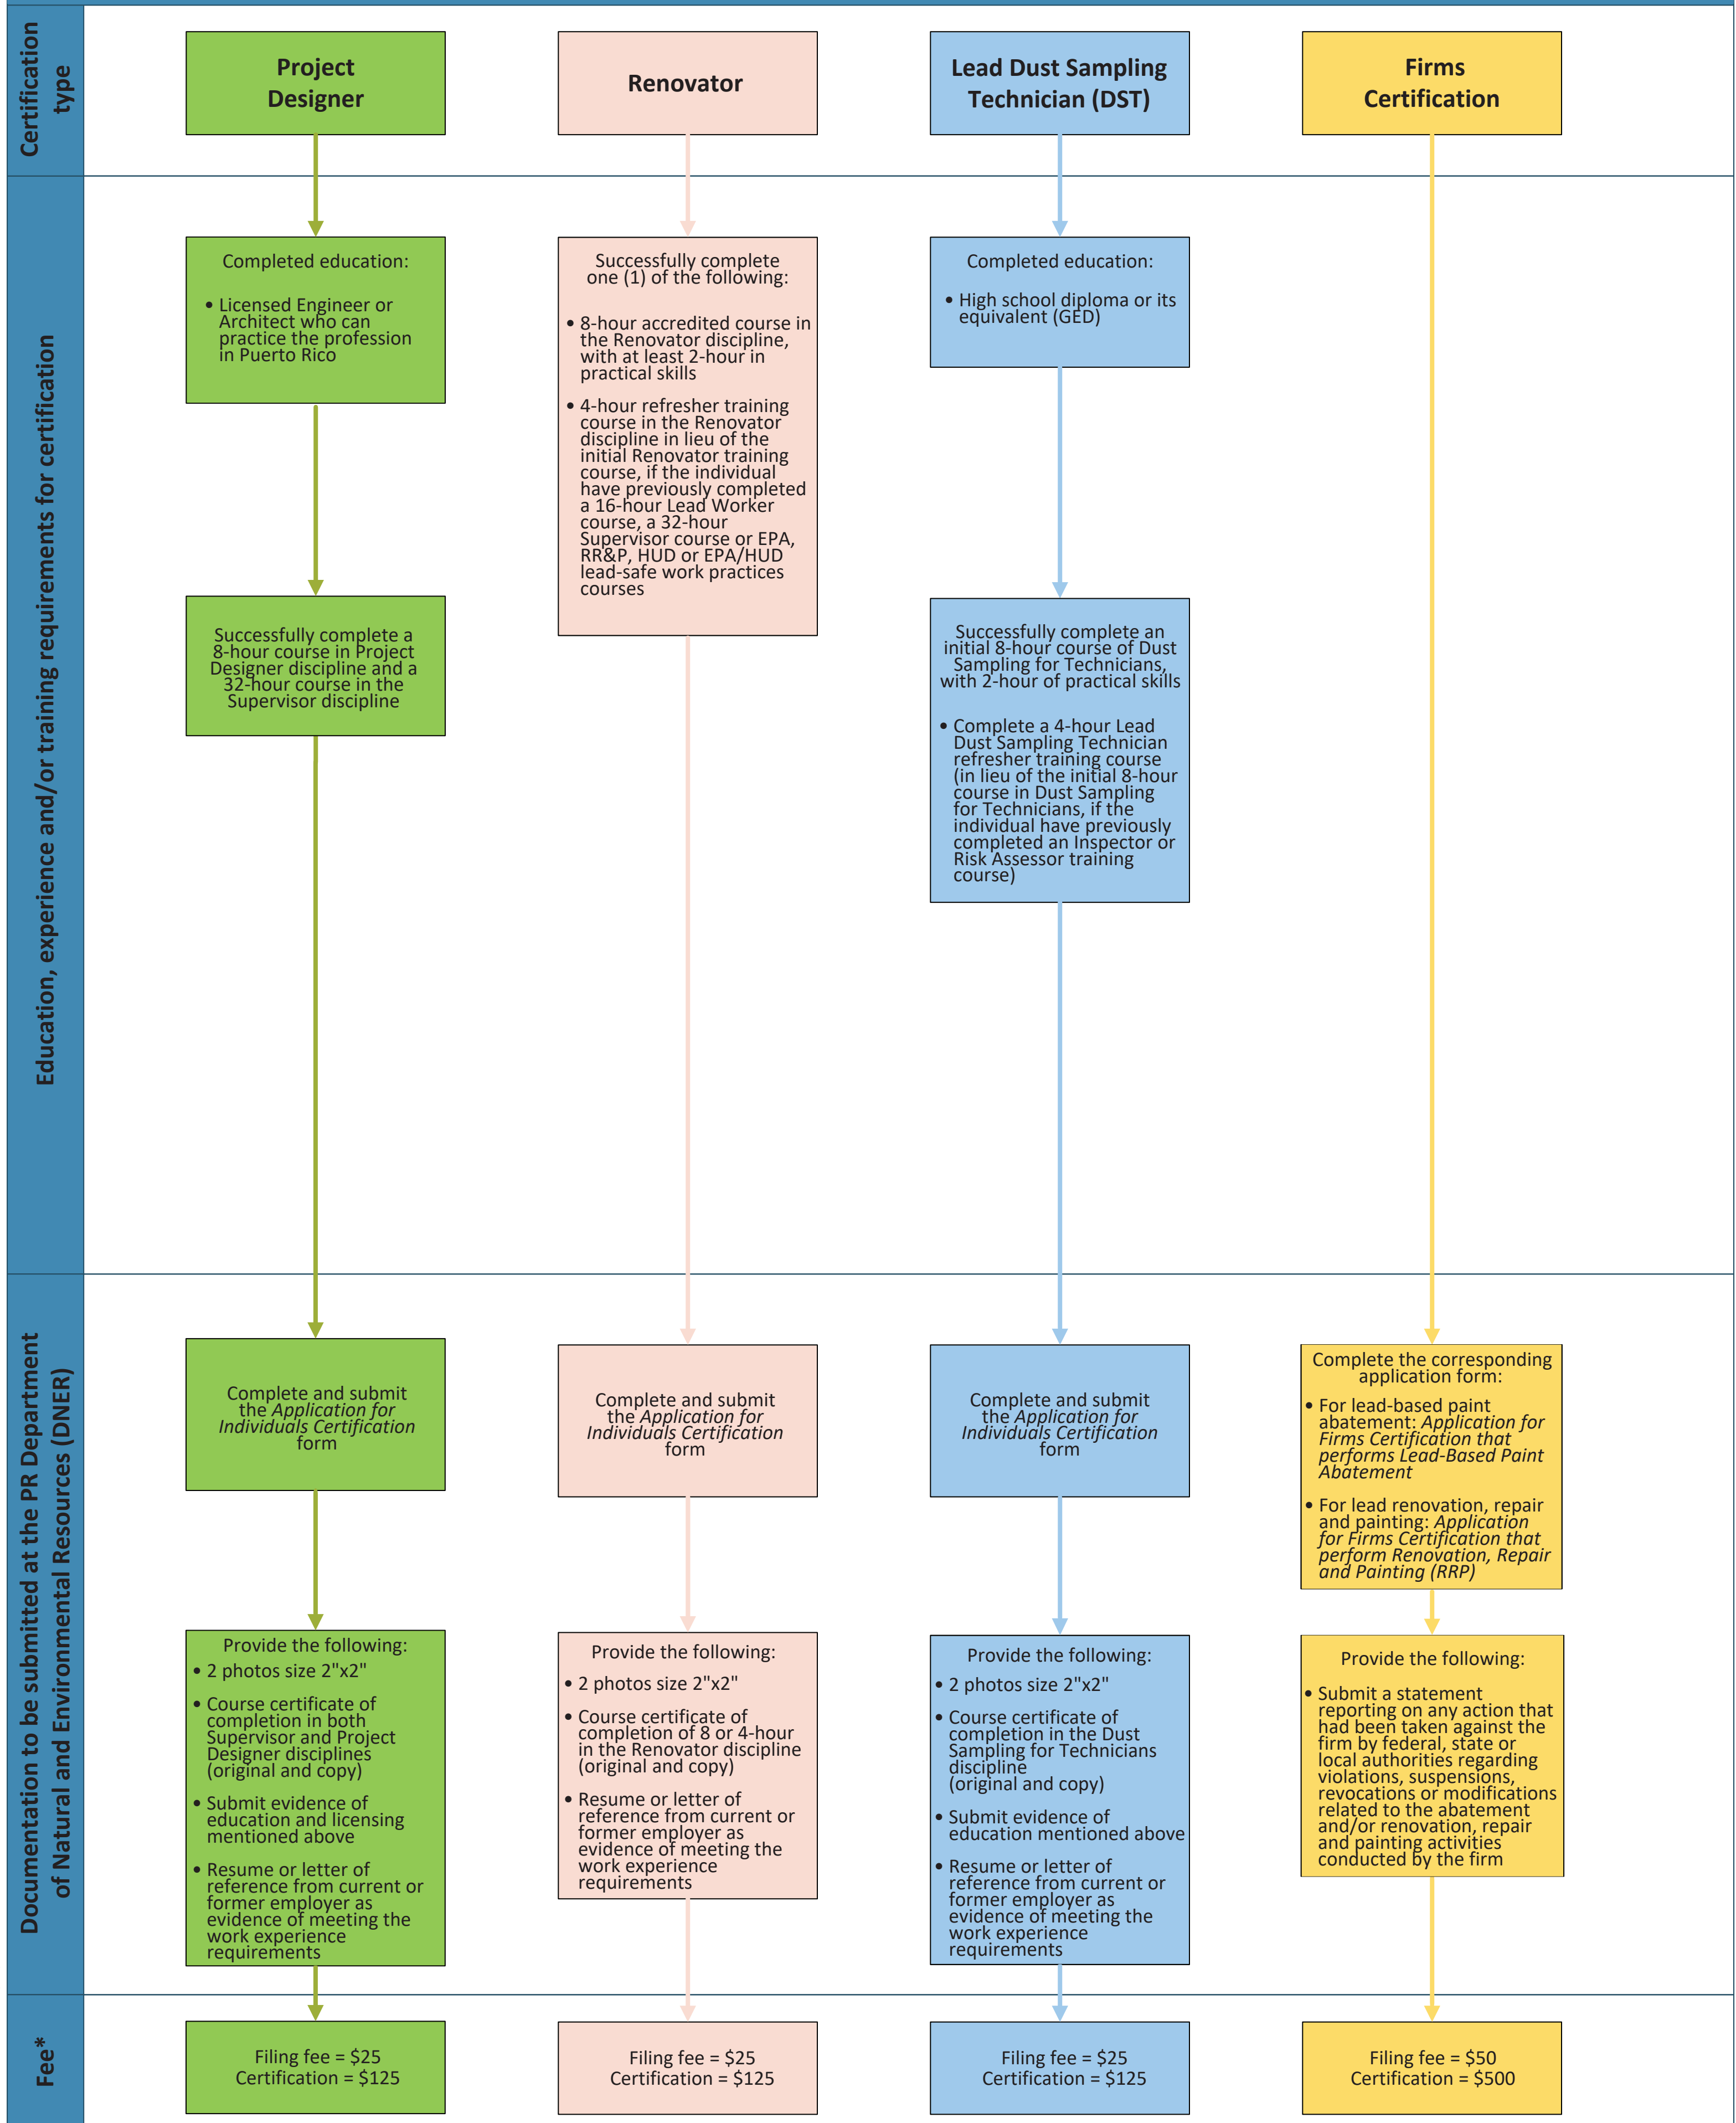 Certification
type
Project
Designer
Renovator
Lead Dust Sampling
Technician (DST)
Firms
Certification
Education, experience and/or training requirements for certification
Completed education:
• Licensed Engineer or
Architect who can
practice the profession
in Puerto Rico
Successfully complete
one (1) of the following:
• 8-hour accredited course in
the Renovator discipline,
with at least 2-hour in
practical skills
• 4-hour refresher training
course in the Renovator
discipline in lieu of the
initial Renovator training
course, if the individual
have previously completed
a 16-hour Lead Worker
course, a 32-hour
Supervisor course or EPA,
RR&P, HUD or EPA/HUD
lead-safe work practices
courses
Completed education:
• High school diploma or its
equivalent (GED)
Successfully complete a
8-hour course in Project
Designer discipline and a
32-hour course in the
Supervisor discipline
Successfully complete an
initial 8-hour course of Dust
Sampling for Technicians,
with 2-hour of practical skills
• Complete a 4-hour Lead
Dust Sampling Technician
refresher training course
(in lieu of the initial 8-hour
course in Dust Sampling
for Technicians, if the
individual have previously
completed an Inspector or
Risk Assessor training
course)
Documentation to be submitted at the PR Department
of Natural and Environmental Resources (DNER)
Complete and submit
the Application for
Individuals Certification
form
Complete and submit
the Application for
Individuals Certification
form
Complete and submit
the Application for
Individuals Certification
form
Complete the corresponding
application form:
• For lead-based paint
abatement: Application for
Firms Certification that
performs Lead-Based Paint
Abatement
• For lead renovation, repair
and painting: Application
for Firms Certification that
perform Renovation, Repair
and Painting (RRP)
Provide the following:
• 2 photos size 2"x2"
• Course certificate of
completion in both
Supervisor and Project
Designer disciplines
(original and copy)
• Submit evidence of
education and licensing
mentioned above
• Resume or letter of
reference from current or
former employer as
evidence of meeting the
work experience
requirements
Provide the following:
• 2 photos size 2"x2"
• Course certificate of
completion of 8 or 4-hour
in the Renovator discipline
(original and copy)
• Resume or letter of
reference from current or
former employer as
evidence of meeting the
work experience
requirements
Provide the following:
• 2 photos size 2"x2"
• Course certificate of
completion in the Dust
Sampling for Technicians
discipline
(original and copy)
• Submit evidence of
education mentioned above
• Resume or letter of
reference from current or
former employer as
evidence of meeting the
work experience
requirements
Provide the following:
• Submit a statement
reporting on any action that
had been taken against the
firm by federal, state or
local authorities regarding
violations, suspensions,
revocations or modifications
related to the abatement
and/or renovation, repair
and painting activities
conducted by the firm
Fee*
Filing fee = $25
Certification = $125
Filing fee = $25
Certification = $125
Filing fee = $25
Certification = $125
Filing fee = $50
Certification = $500